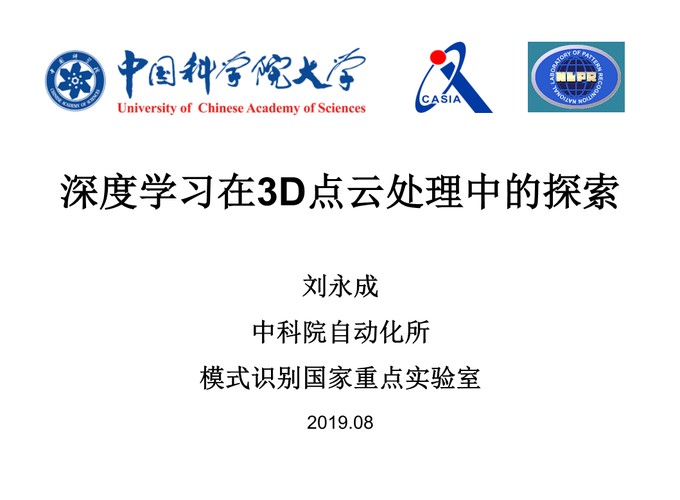 中国科学院大学
University of Chinese Academy of Sciences
CASIA
NATIONAL LABORATORY OF PATTERN RECOGNITION
NLPR
深度学习在3D点云处理中的探索
刘永成
中科院自动化所
模式识别国家重点实验室
2019.08